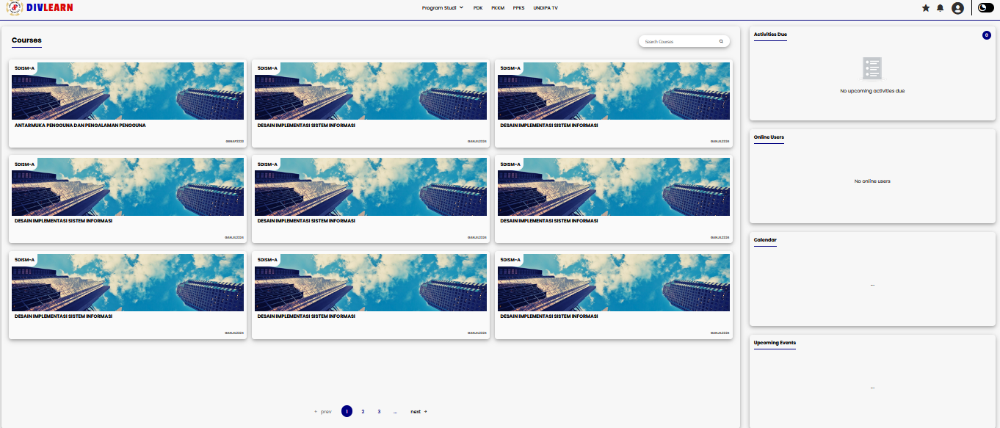 DIVLEARN
Program Studi PDK PKKM PPKS UNDIPA TV
Courses
Search Courses
5DISM-A
ANTARMUKA PENGGUNA DAN PENGALAMAN PENGGUNA
GENAP2223
5DISM-A
DESAIN IMPLEMENTASI SISTEM INFORMASI
GANJIL2324
5DISM-A
DESAIN IMPLEMENTASI SISTEM INFORMASI
GANJIL2324
5DISM-A
DESAIN IMPLEMENTASI SISTEM INFORMASI
GANJIL2324
5DISM-A
DESAIN IMPLEMENTASI SISTEM INFORMASI
GANJIL2324
5DISM-A
DESAIN IMPLEMENTASI SISTEM INFORMASI
GANJIL2324
5DISM-A
DESAIN IMPLEMENTASI SISTEM INFORMASI
GANJIL2324
5DISM-A
DESAIN IMPLEMENTASI SISTEM INFORMASI
GANJIL2324
5DISM-A
DESAIN IMPLEMENTASI SISTEM INFORMASI
GANJIL2324
prev 1 2 3 ... next
Activities Due
0
No upcoming activities due
Online Users
No online users
Calendar
...
Upcoming Events
...